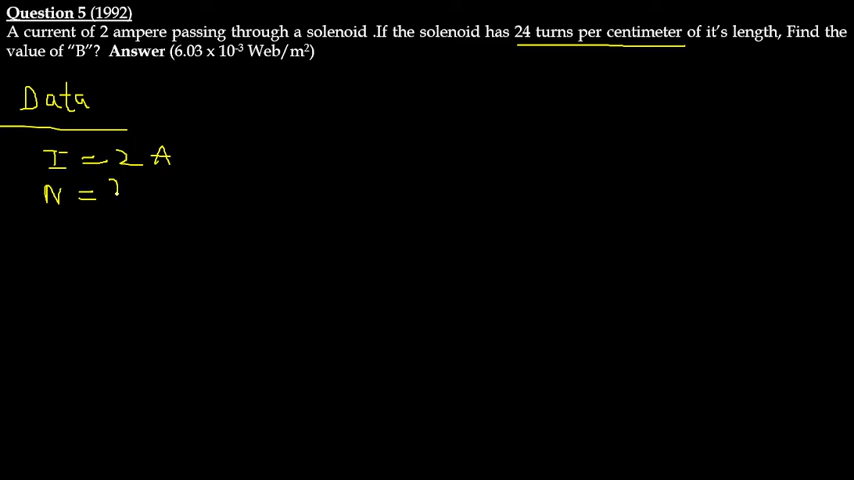 Question 5 (1992)
A current of 2 ampere passing through a solenoid .If the solenoid has 24 turns per centimeter of it's length, Find the
value of "B"? Answer (6.03 x 10-3 Web/m2)
Data
I = 2 A
N = ?